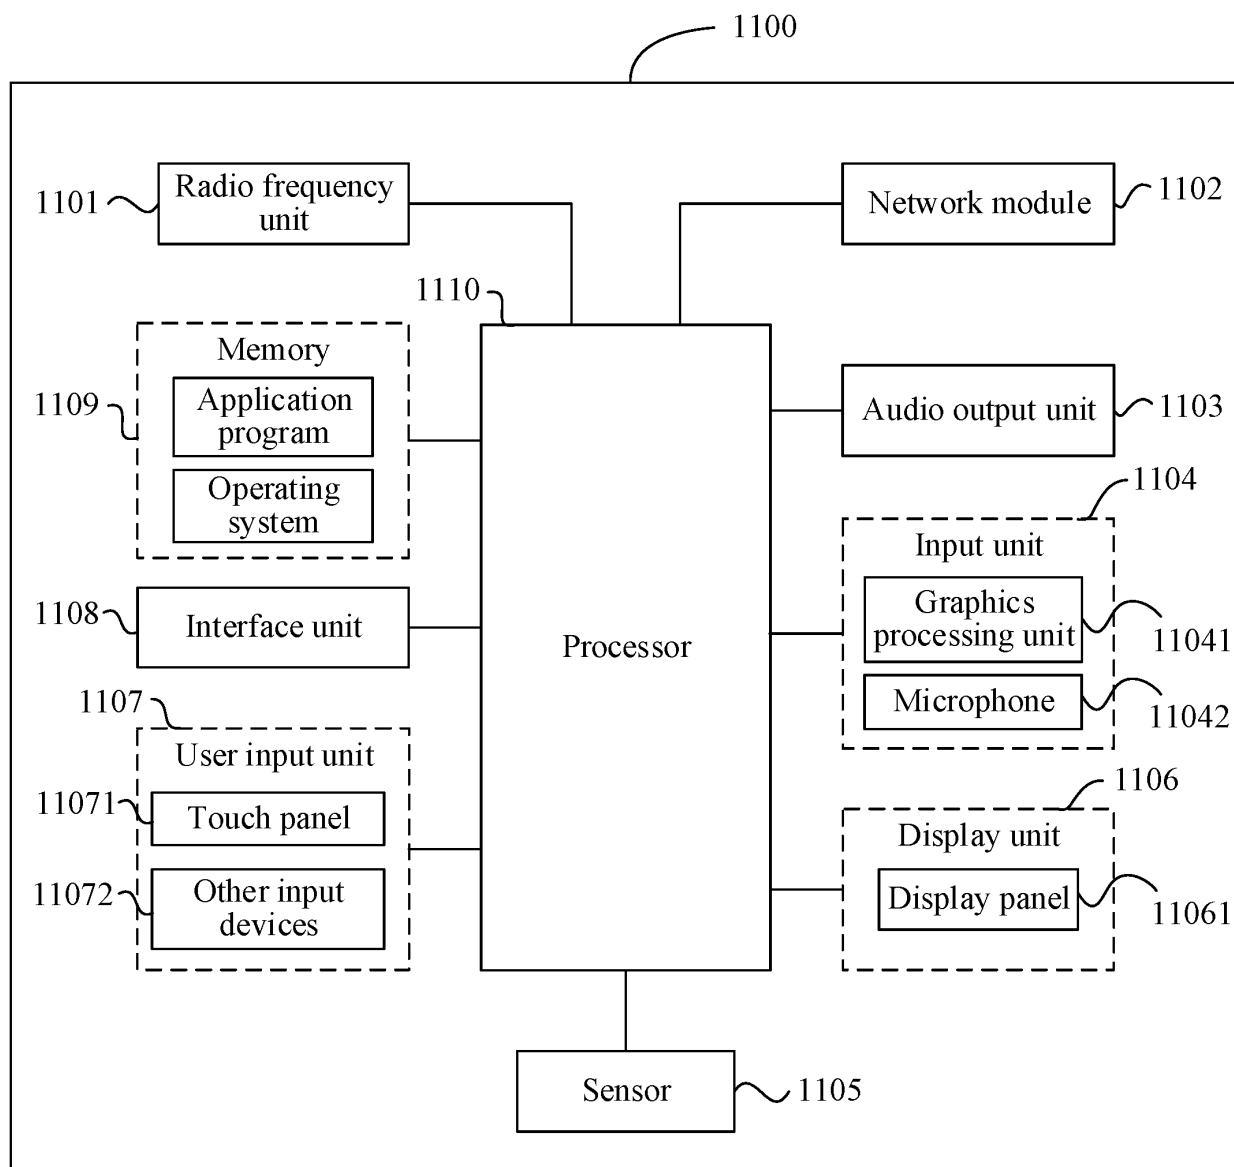 1100
1101
Radio frequency
unit
Network module
1102
1110
Memory
Application
program
Operating
system
1109
Audio output unit
1103
1104
Input unit
Graphics
processing unit
11041
Microphone
11042
1108
Interface unit
Processor
1107
User input unit
11071
Touch panel
11072
Other input
devices
1106
Display unit
Display panel
11061
Sensor
1105